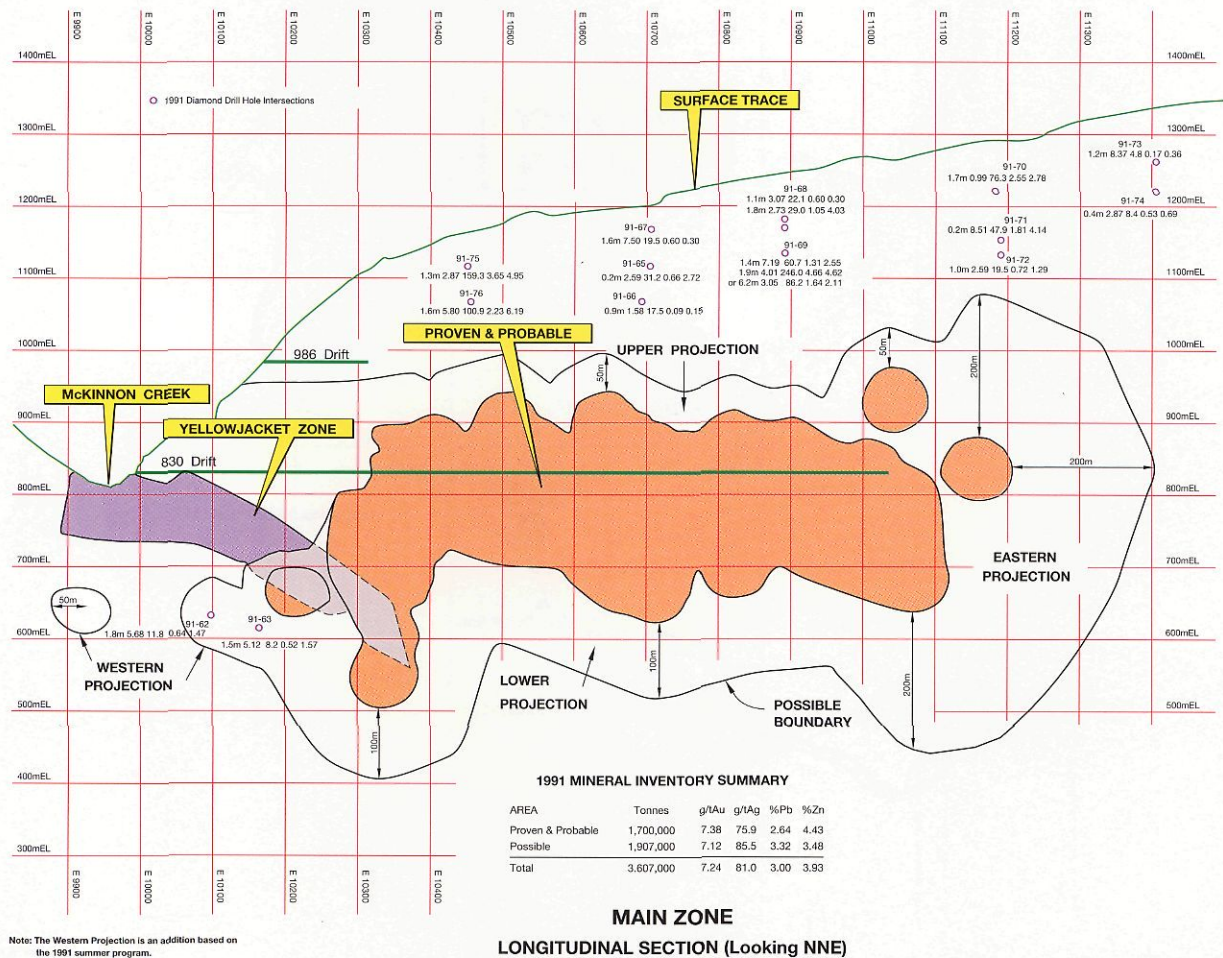 E 9900 E 10000 E 10100 E 10200 E 10300 E 10400 E 10500 E 10600 E 10700 E 10800 E 10900 E 11000 E 11100 E 11200 E 11300
1400mEL 1400mEL
1991 Diamond Drill Hole Intersections
SURFACE TRACE
1300mEL 1300mEL
91-73
1.2m 8.37 4.8 0.17 0.36
91-70
1.7m 0.99 76.3 2.55 2.78
91-68
1.1m 3.07 22.1 0.60 0.30
1.8m 2.73 29.0 1.05 4.03
1200mEL 1200mEL
91-74
0.4m 2.87 8.4 0.53 0.69
91-67
1.6m 7.50 19.5 0.60 0.30
91-71
0.2m 8.51 47.9 1.81 4.14
91-69
1.4m 7.19 60.7 1.31 2.55
1.9m 4.01 246.0 4.66 4.62
or 6.2m 3.05 86.2 1.64 2.11
91-75
1.3m 2.87 159.3 3.65 4.95
91-65
0.2m 2.59 31.2 0.66 2.72
91-72
1.0m 2.59 19.5 0.72 1.29
1100mEL 1100mEL
91-76
1.6m 5.80 100.9 2.23 6.19
91-66
0.9m 1.58 17.5 0.09 0.15
PROVEN & PROBABLE
1000mEL 1000mEL
986 Drift
UPPER PROJECTION
50m
50m
200m
McKINNON CREEK
900mEL 900mEL
YELLOWJACKET ZONE
830 Drift
200m
800mEL 800mEL
700mEL 700mEL
EASTERN
PROJECTION
50m
91-62
1.8m 5.68 11.8 0.64 1.47
91-63
1.5m 5.12 8.2 0.52 1.57
600mEL 600mEL
WESTERN
PROJECTION
100m
200m
LOWER
PROJECTION
POSSIBLE
BOUNDARY
500mEL 500mEL
100m
400mEL
1991 MINERAL INVENTORY SUMMARY
AREA Tonnes g/tAu g/tAg %Pb %Zn
Proven & Probable 1,700,000 7.38 75.9 2.64 4.43
Possible 1,907,000 7.12 85.5 3.32 3.48
Total 3.607,000 7.24 81.0 3.00 3.93
300mEL
E 9900 E 10000 E 10100 E 10200 E 10300 E 10400
MAIN ZONE
LONGITUDINAL SECTION (Looking NNE)
Note: The Western Projection is an addition based on
the 1991 summer program.